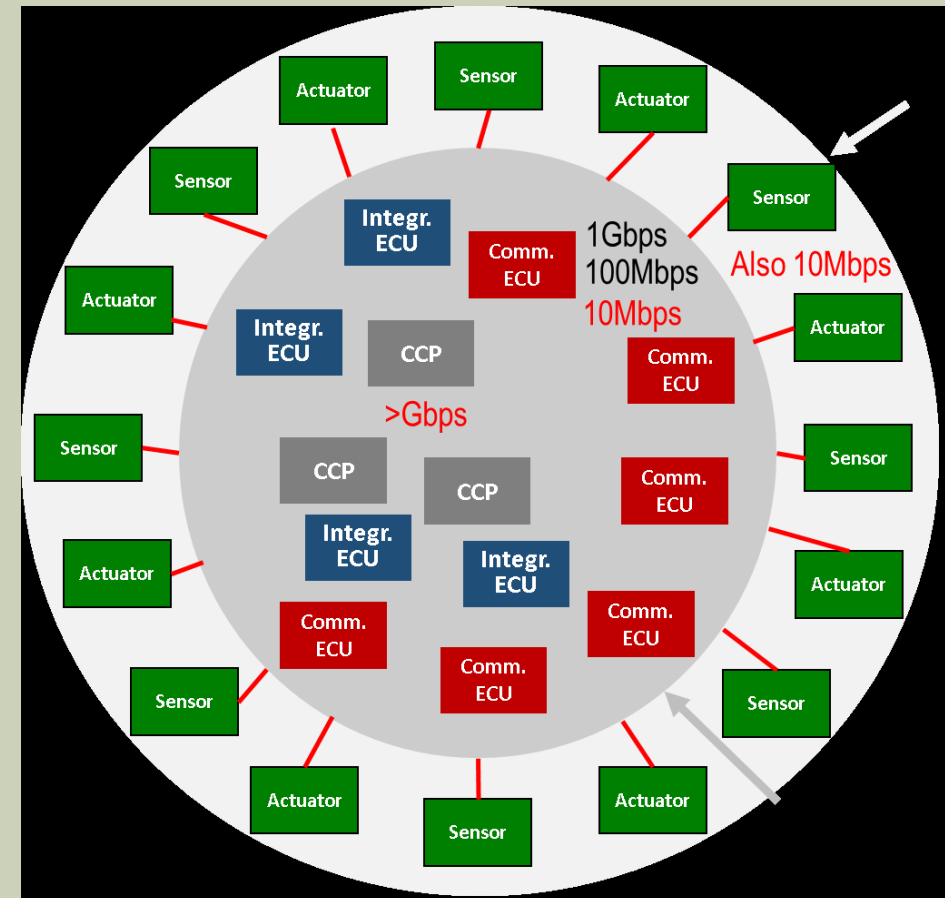 Sensor
Actuator
Actuator
Sensor
Sensor
Integr.
ECU
Comm.
ECU
1Gbps
100Mbps
10Mbps
Also 10Mbps
Actuator
Actuator
Integr.
ECU
CCP
Comm.
ECU
>Gbps
Sensor
Sensor
CCP
CCP
Comm.
ECU
Integr.
ECU
Integr.
ECU
Actuator
Actuator
Comm.
ECU
Comm.
ECU
Comm.
ECU
Sensor
Sensor
Actuator
Actuator
Sensor